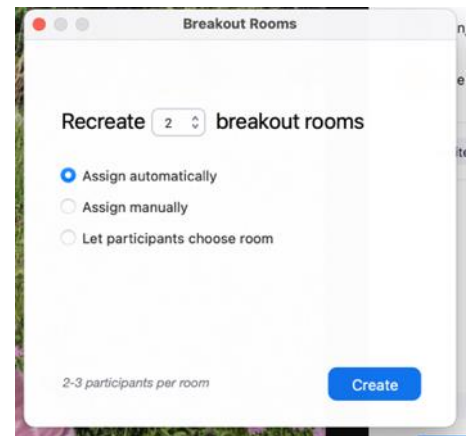 Breakout Rooms
Recreate 2 breakout rooms
Assign automatically
Assign manually
Let participants choose room
2-3 participants per room
Create